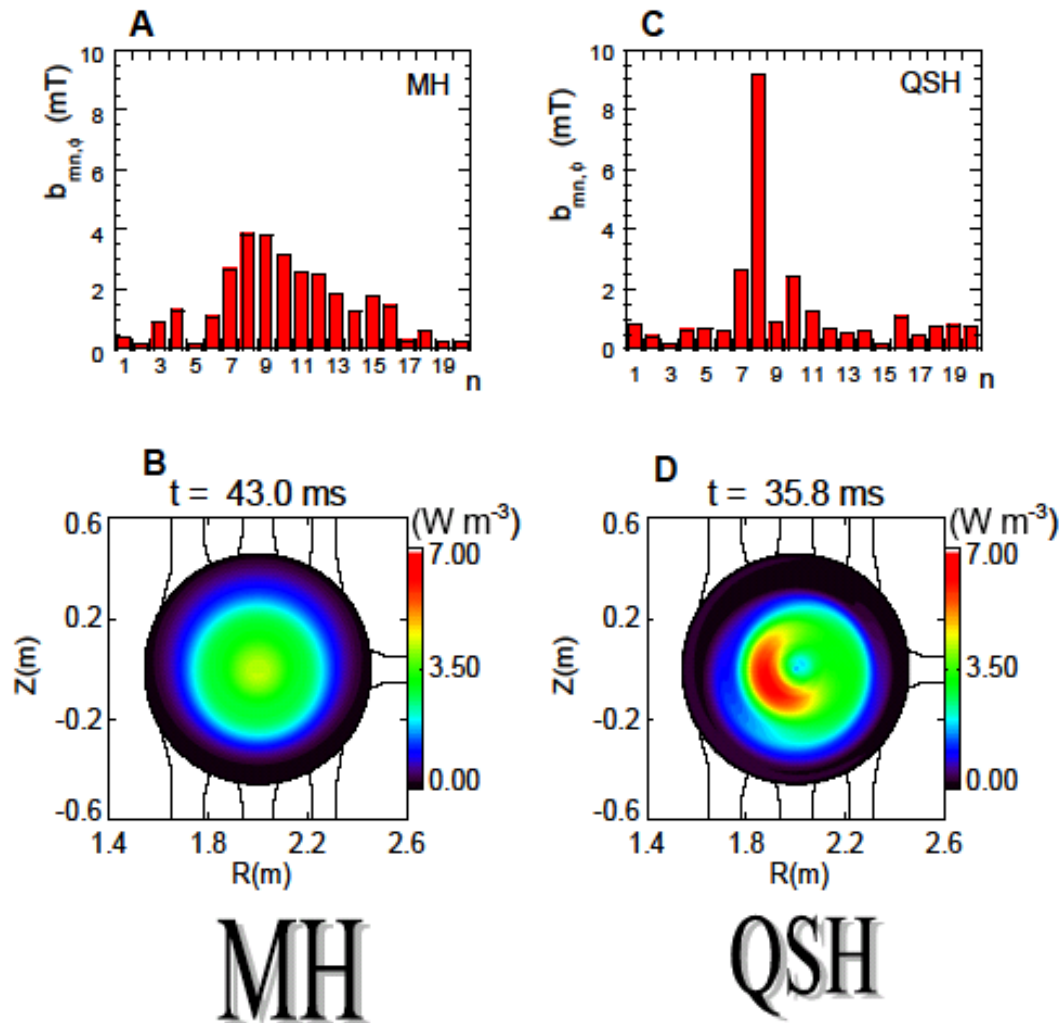 A
10
8
6
4
2
0
b_mn,ϕ (mT)
MH
1 3 5 7 9 11 13 15 17 19 n
C
10
8
6
4
2
0
b_mn,ϕ (mT)
QSH
1 3 5 7 9 11 13 15 17 19 n
B
t = 43.0 ms
(W m⁻³)
0.6
0.2
-0.2
-0.6
Z(m)
7.00
3.50
0.00
1.4 1.8 2.2 2.6
R(m)
D
t = 35.8 ms
(W m⁻³)
0.6
0.2
-0.2
-0.6
Z(m)
7.00
3.50
0.00
1.4 1.8 2.2 2.6
R(m)
MH
QSH